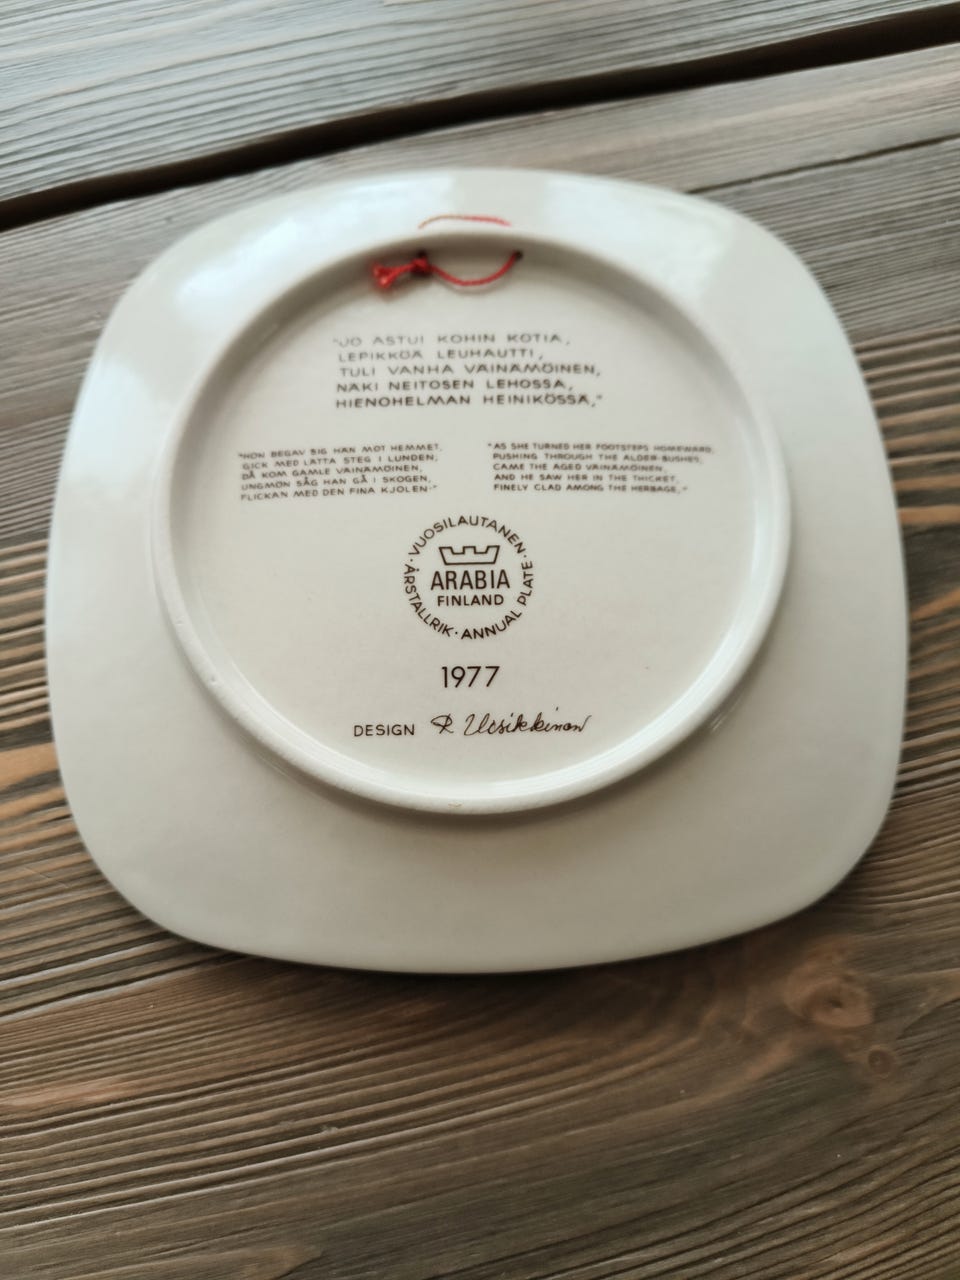 "JO ASTUI KOHIN KOTIA,
LEPIKKÖÄ LEUHAUTTI,
TULI VANHA VÄINÄMÖINEN,
NÄKI NEITOSEN LEHOSSA,
HIENOHELMAN HEINIKÖSSÄ,"
"HON BEGAV SIG HÄN MOT HEMMET,
GICK MED LÄTTA STEG I LUNDEN;
DÅ KOM GAMLE VÄINÄMÖINEN,
UNGMÖN SÅG HAN GÅ I SKOGEN,
FLICKAN MED DEN FINA KJOLEN."
"AS SHE TURNED HER FOOTSTEPS HOMEWARD,
PUSHING THROUGH THE ALDER-BUSHES,
CAME THE AGED VÄINÄMÖINEN,
AND HE SAW HER IN THE THICKET,
FINELY CLAD AMONG THE HERBAGE,"
· VUOSILAUTANEN · ANNUAL PLATE · ÅRSTALLRIK
ARABIA
FINLAND
1977
DESIGN R Uosikkinen